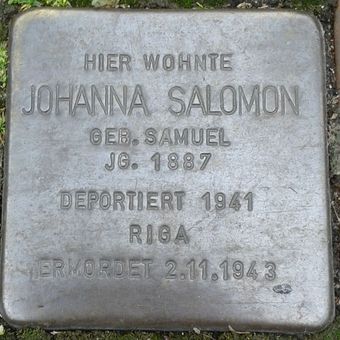 HIER WOHNTE
JOHANNA SALOMON
GEB. SAMUEL
JG. 1887
DEPORTIERT 1941
RIGA
ERMORDET 2.11.1943